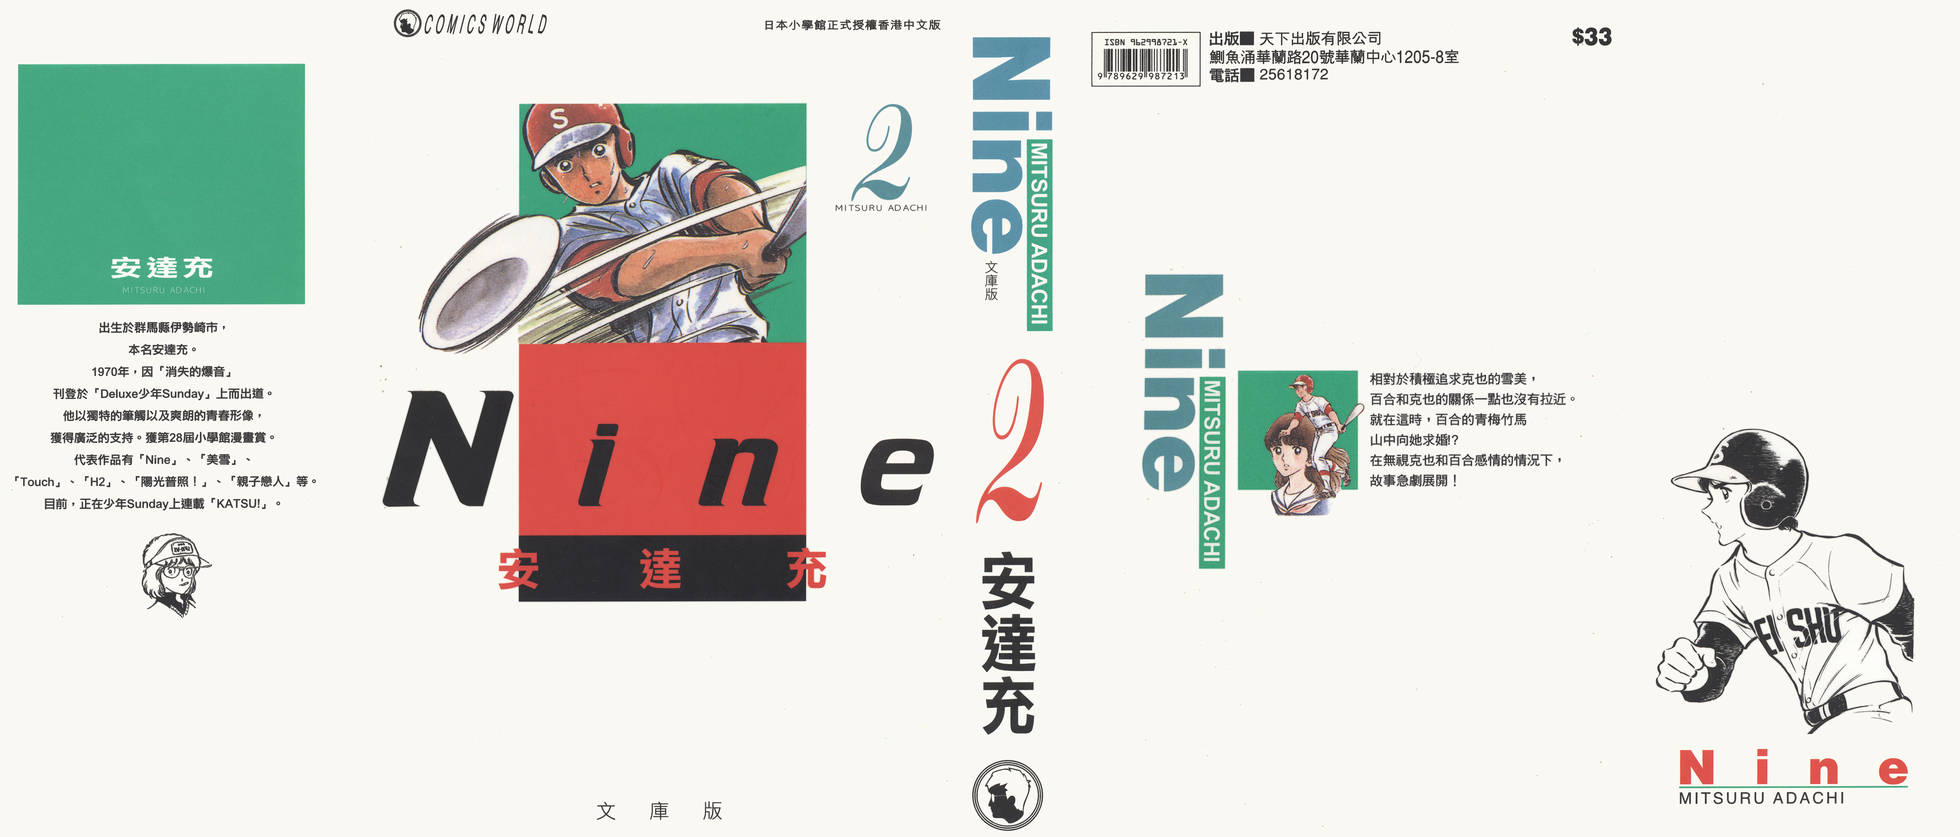 安達充
MITSURU ADACHI
出生於群馬縣伊勢崎市，
本名安達充。
1970年，因「消失的爆音」
刊登於「Deluxe少年Sunday」上而出道。
他以獨特的筆觸以及爽朗的青春形像，
獲得廣泛的支持。獲第28屆小學館漫畫賞。
代表作品有「Nine」、「美雪」、
「Touch」、「H2」、「陽光普照！」、「親子戀人」等。
目前，正在少年Sunday上連載「KATSU!」。
COMICS WORLD
日本小學館正式授權香港中文版
S
2
MITSURU ADACHI
Nine
安達充
文庫版
Nine
MITSURU ADACHI
文庫版
2
安達充
ISBN 962998721-X
9 789629 987213
出版■ 天下出版有限公司
鰂魚涌華蘭路20號華蘭中心1205-8室
電話■ 25618172
$33
Nine
MITSURU ADACHI
相對於積極追求克也的雪美，
百合和克也的關係一點也沒有拉近。
就在這時，百合的青梅竹馬
山中向她求婚!?
在無視克也和百合感情的情況下，
故事急劇展開！
EI SHU
Nine
MITSURU ADACHI